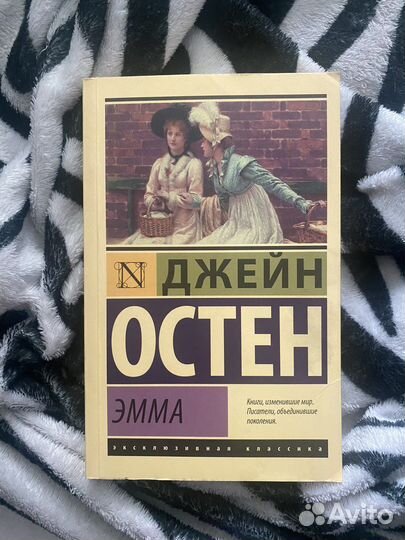 N
ДЖЕЙН
ОСТЕН
ЭММА
Книги, изменившие мир.
Писатели, объединившие
поколения.
эксклюзивная классика
Avito